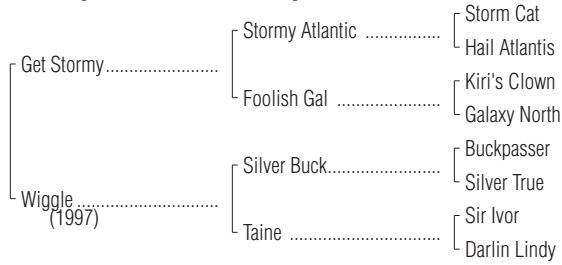 Storm Cat
Stormy Atlantic ..................
Hail Atlantis
Get Stormy...........................
Kiri's Clown
Foolish Gal .........................
Galaxy North
Buckpasser
Silver Buck...........................
Silver True
Wiggle .................................
(1997)
Sir Ivor
Taine ....................................
Darlin Lindy